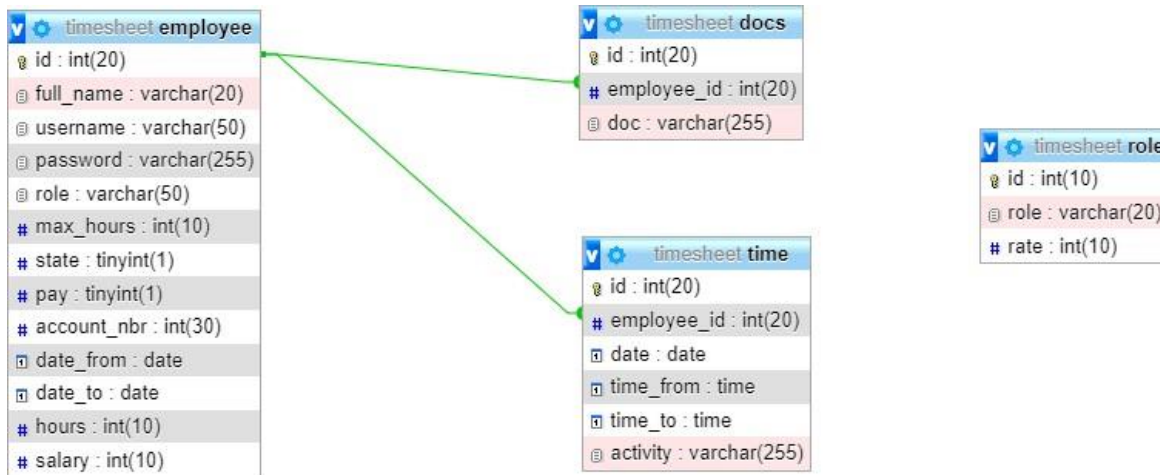 timesheet employee
id : int(20)
full_name : varchar(20)
username : varchar(50)
password : varchar(255)
role : varchar(50)
# max_hours : int(10)
# state : tinyint(1)
# pay : tinyint(1)
# account_nbr : int(30)
date_from : date
date_to : date
# hours : int(10)
# salary : int(10)
timesheet docs
id : int(20)
# employee_id : int(20)
doc : varchar(255)
timesheet time
id : int(20)
# employee_id : int(20)
date : date
time_from : time
time_to : time
activity : varchar(255)
timesheet role
id : int(10)
role : varchar(20)
# rate : int(10)